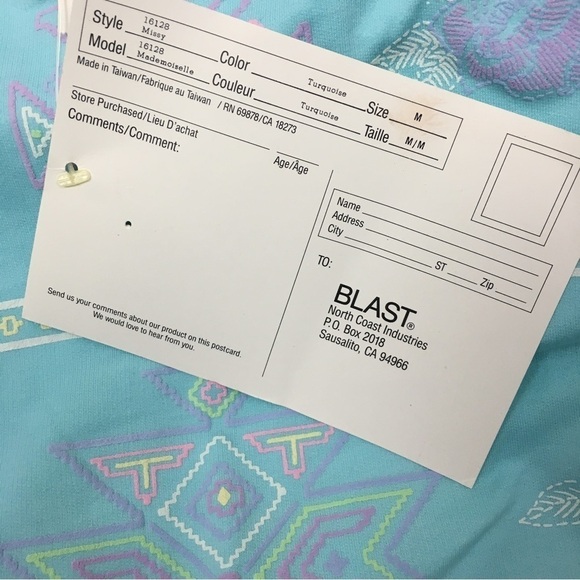 Style 16128 Missy Color Turquoise Size M
Model 16128 Mademoiselle Couleur Turquoise Taille M/M
Made in Taiwan/Fabrique au Taiwan / RN 69878/CA 18273
Store Purchased/Lieu D'achat Age/Age
Comments/Comment:
Send us your comments about our product on this postcard.
We would love to hear from you.
Name
Address
City ST Zip
TO:
BLAST®
North Coast Industries
P.O. Box 2018
Sausalito, CA 94966